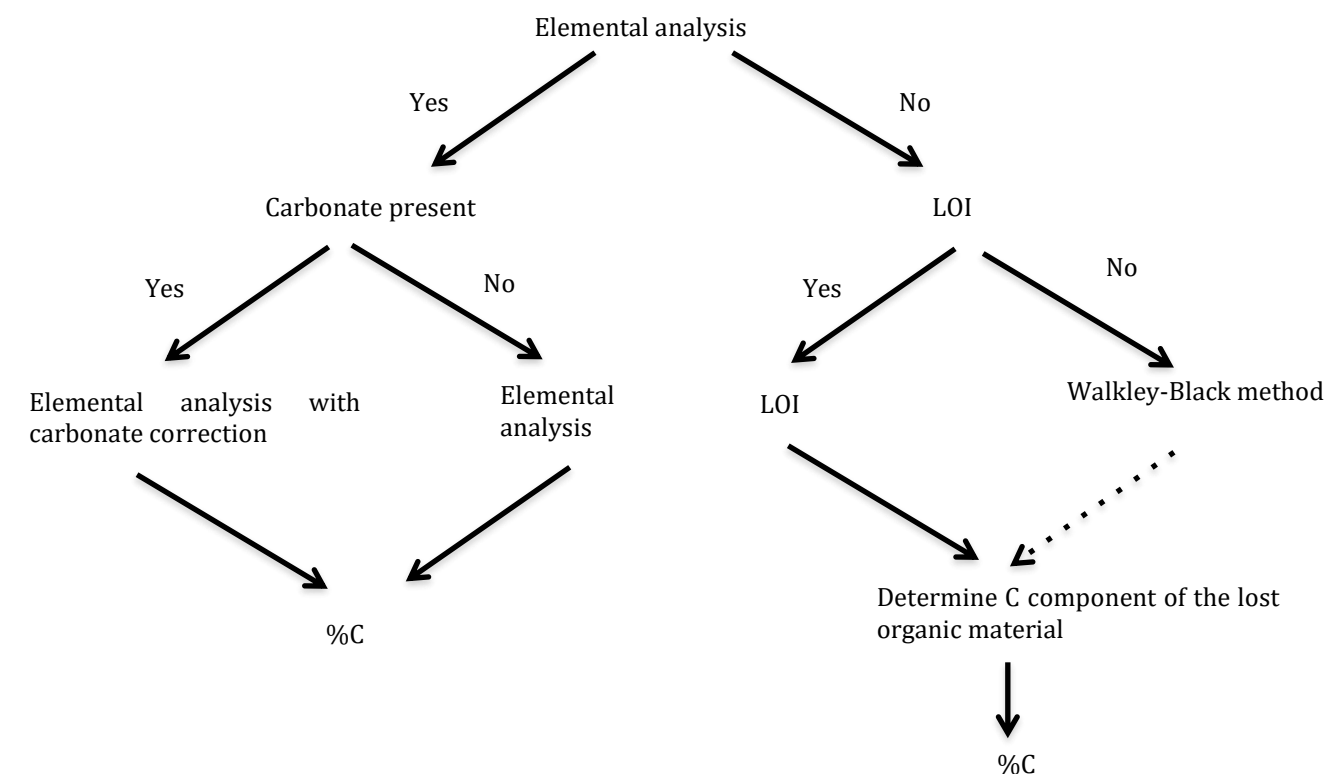 Elemental analysis
Yes
No
Carbonate present
LOI
Yes
No
Yes
No
Elemental analysis with
carbonate correction
Elemental
analysis
LOI
Walkley-Black method
%C
Determine C component of the lost
organic material
%C